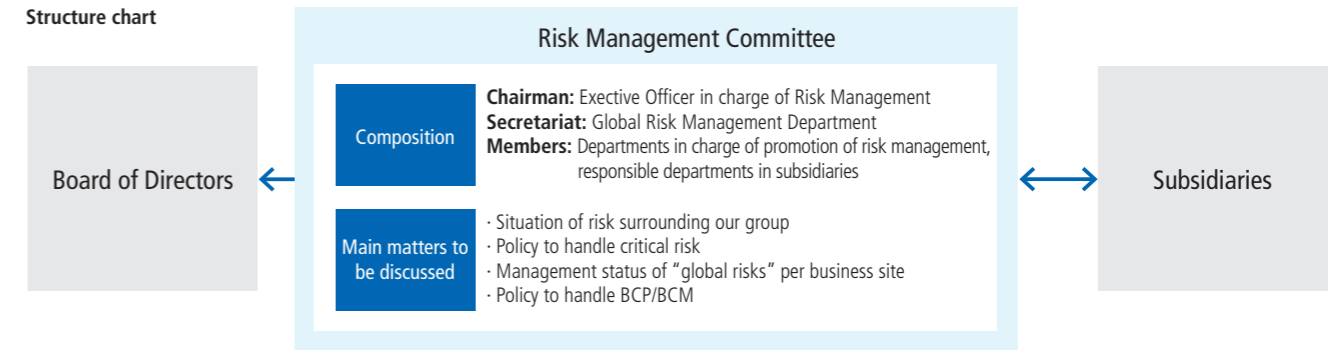 Structure chart
Risk Management Committee
Board of Directors
Composition
Chairman: Exective Officer in charge of Risk Management
Secretariat: Global Risk Management Department
Members: Departments in charge of promotion of risk management,
responsible departments in subsidiaries
Main matters to
be discussed
· Situation of risk surrounding our group
· Policy to handle critical risk
· Management status of “global risks” per business site
· Policy to handle BCP/BCM
Subsidiaries